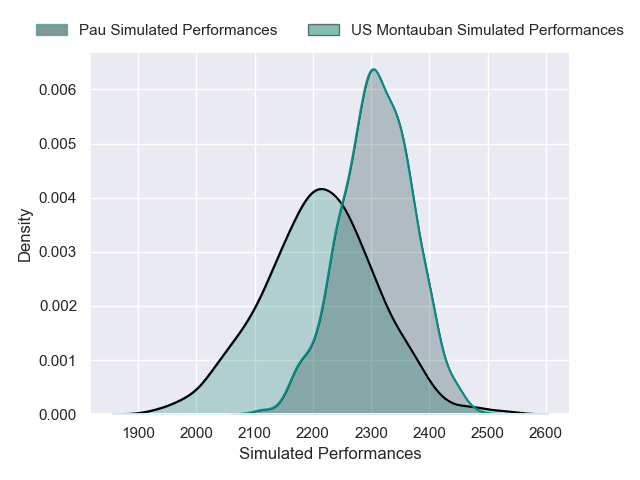 Pau Simulated Performances
US Montauban Simulated Performances
0.006
0.005
0.004
0.003
0.002
0.001
0.000
Density
1900 2000 2100 2200 2300 2400 2500 2600
Simulated Performances